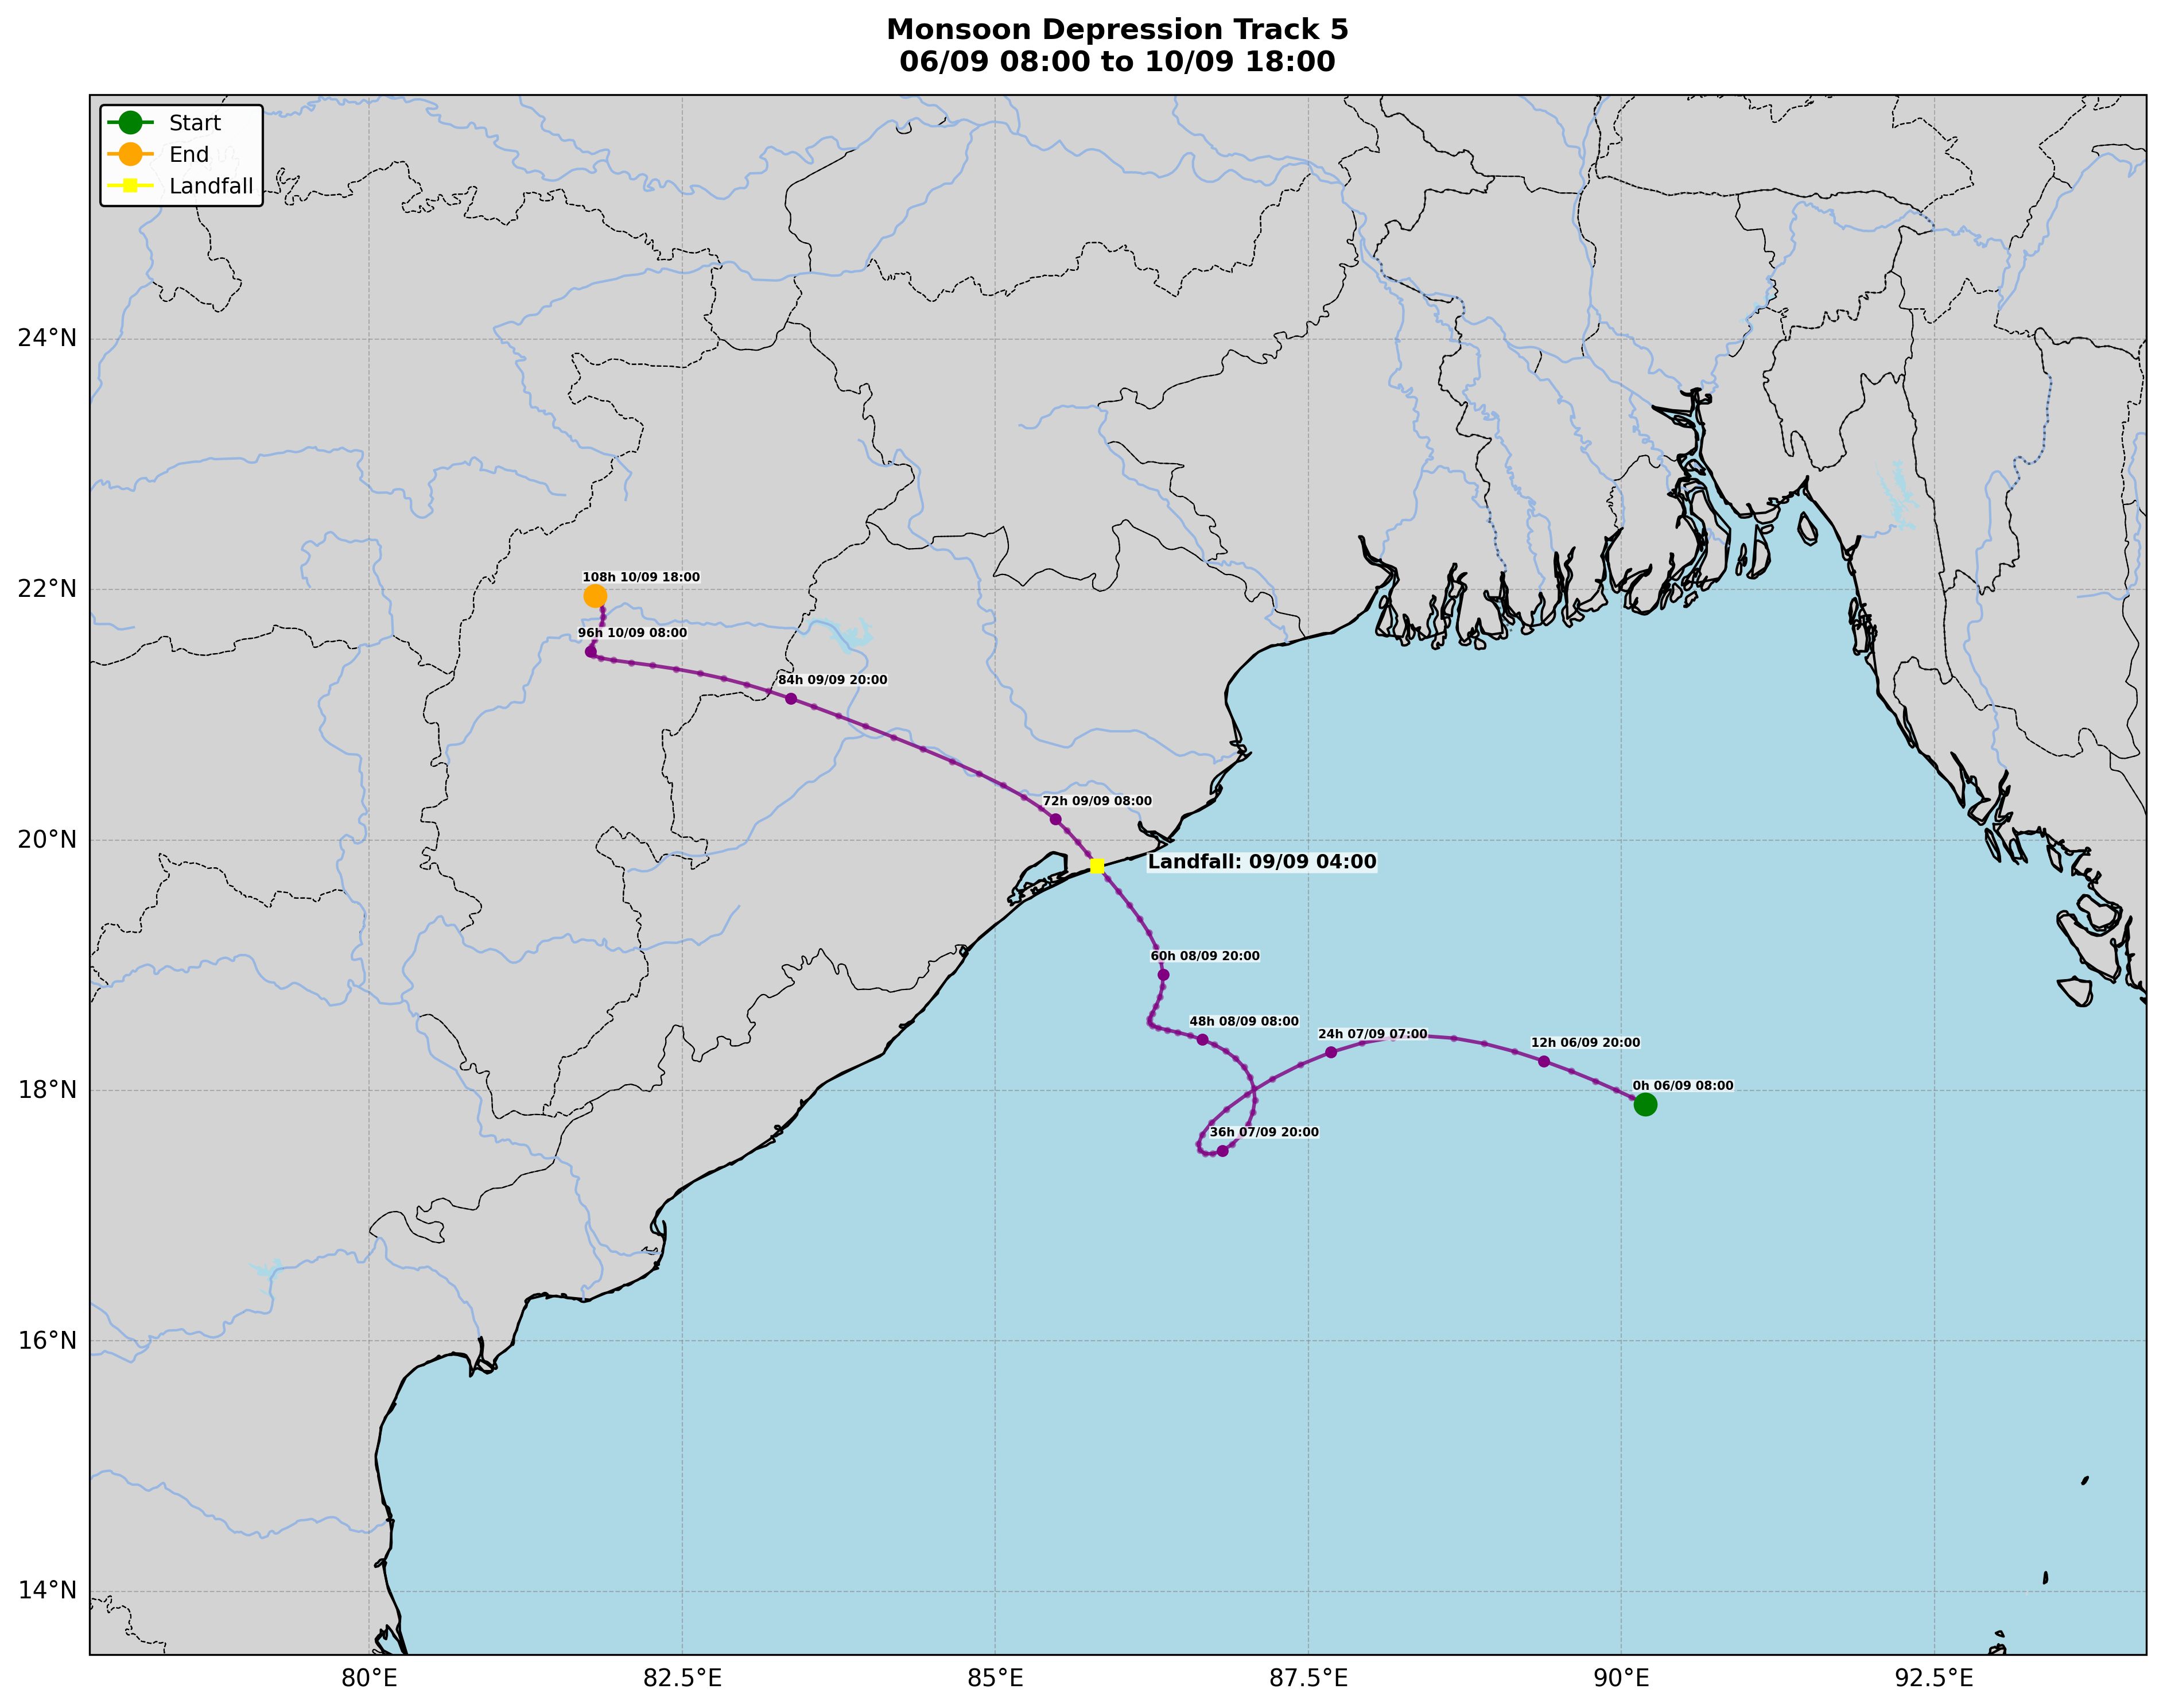 Monsoon Depression Track 5
06/09 08:00 to 10/09 18:00
Start
End
Landfall
24°N
22°N
20°N
18°N
16°N
14°N
108h 10/09 18:00
96h 10/09 08:00
84h 09/09 20:00
72h 09/09 08:00
Landfall: 09/09 04:00
60h 08/09 20:00
48h 08/09 08:00
24h 07/09 07:00
12h 06/09 20:00
0h 06/09 08:00
36h 07/09 20:00
80°E
82.5°E
85°E
87.5°E
90°E
92.5°E